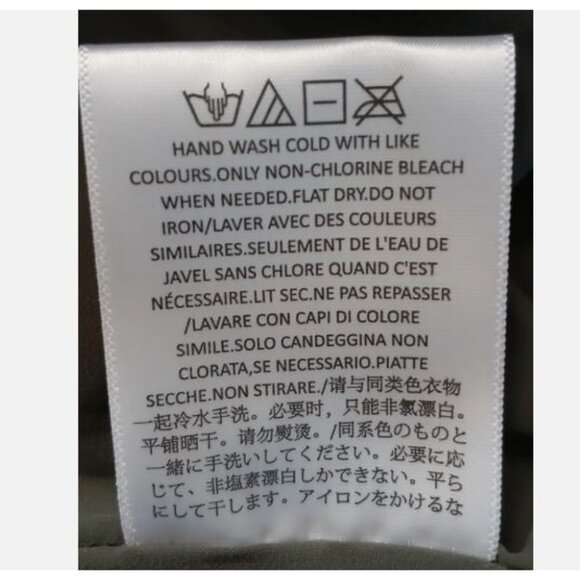 HAND WASH COLD WITH LIKE
COLOURS.ONLY NON-CHLORINE BLEACH
WHEN NEEDED.FLAT DRY.DO NOT
IRON/LAVER AVEC DES COULEURS
SIMILAIRES.SEULEMENT DE L'EAU DE
JAVEL SANS CHLORE QUAND C'EST
NÉCESSAIRE.LIT SEC.NE PAS REPASSER
/LAVARE CON CAPI DI COLORE
SIMILE.SOLO CANDEGGINA NON
CLORATA,SE NECESSARIO.PIATTE
SECCHE.NON STIRARE./请与同类色衣物
一起冷水手洗。必要时，只能非氯漂白。
平铺晒干。请勿熨烫。/同系色のものと
一緒に手洗いしてください。必要に応
じて、非塩素漂白しかできない。平ら
にして干します。アイロンをかけるな